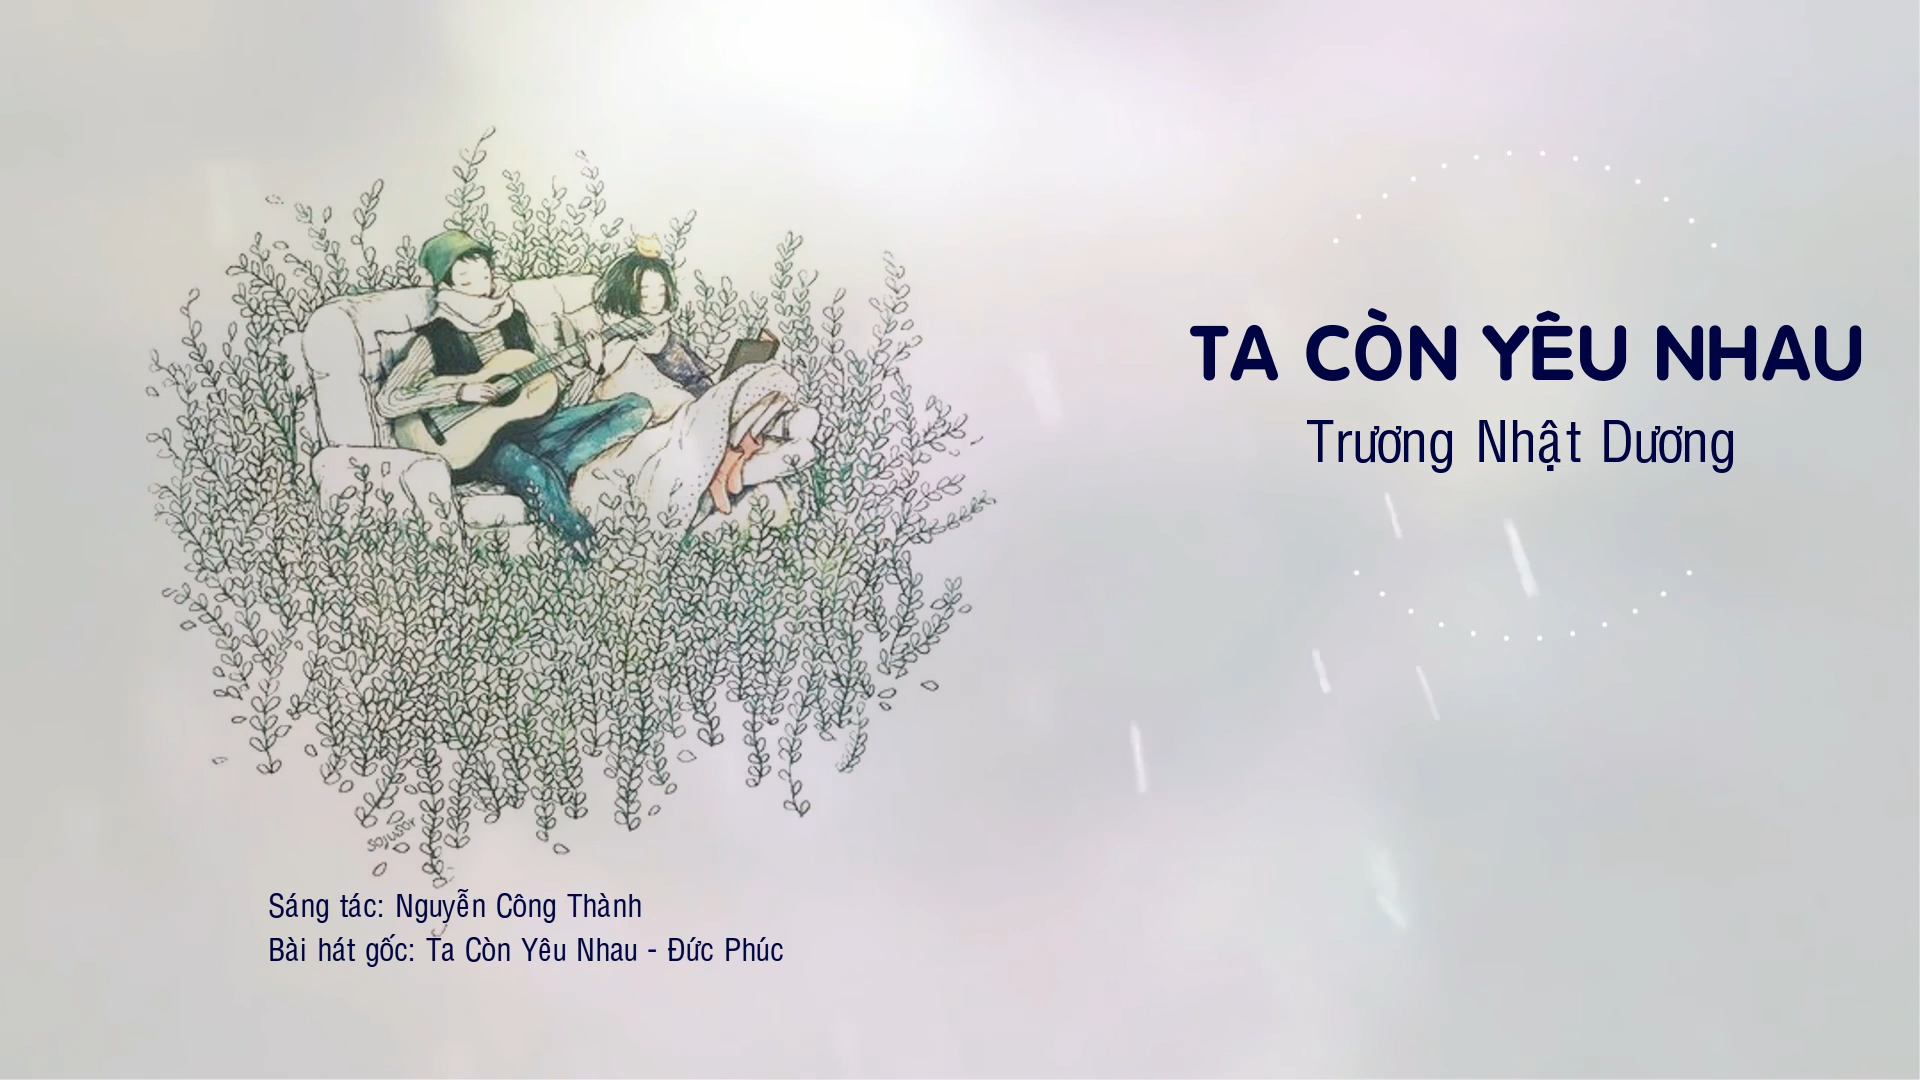 TA CÒN YÊU NHAU
Trương Nhật Dương
Sáng tác: Nguyễn Công Thành
Bài hát gốc: Ta Còn Yêu Nhau - Đức Phúc